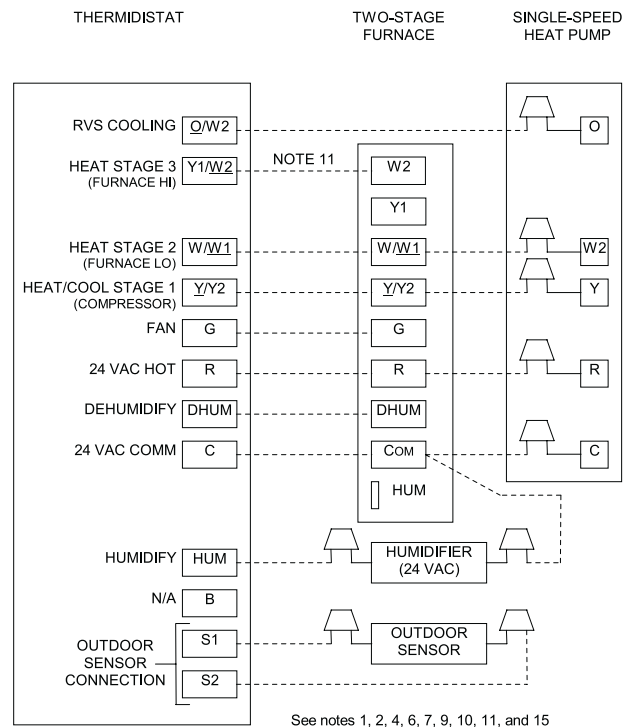 THERMIDISTAT
TWO-STAGE
FURNACE
SINGLE-SPEED
HEAT PUMP
RVS COOLING O/W2 O
HEAT STAGE 3 Y1/W2 NOTE 11 W2
(FURNACE HI)
Y1
HEAT STAGE 2 W/W1 W/W1 W2
(FURNACE LO)
HEAT/COOL STAGE 1 Y/Y2 Y/Y2 Y
(COMPRESSOR)
FAN G G
24 VAC HOT R R R
DEHUMIDIFY DHUM DHUM
24 VAC COMM C COM C
HUM
HUMIDIFY HUM HUMIDIFIER
(24 VAC)
N/A B
S1 OUTDOOR
SENSOR
OUTDOOR
SENSOR
CONNECTION
S2
See notes 1, 2, 4, 6, 7, 9, 10, 11, and 15